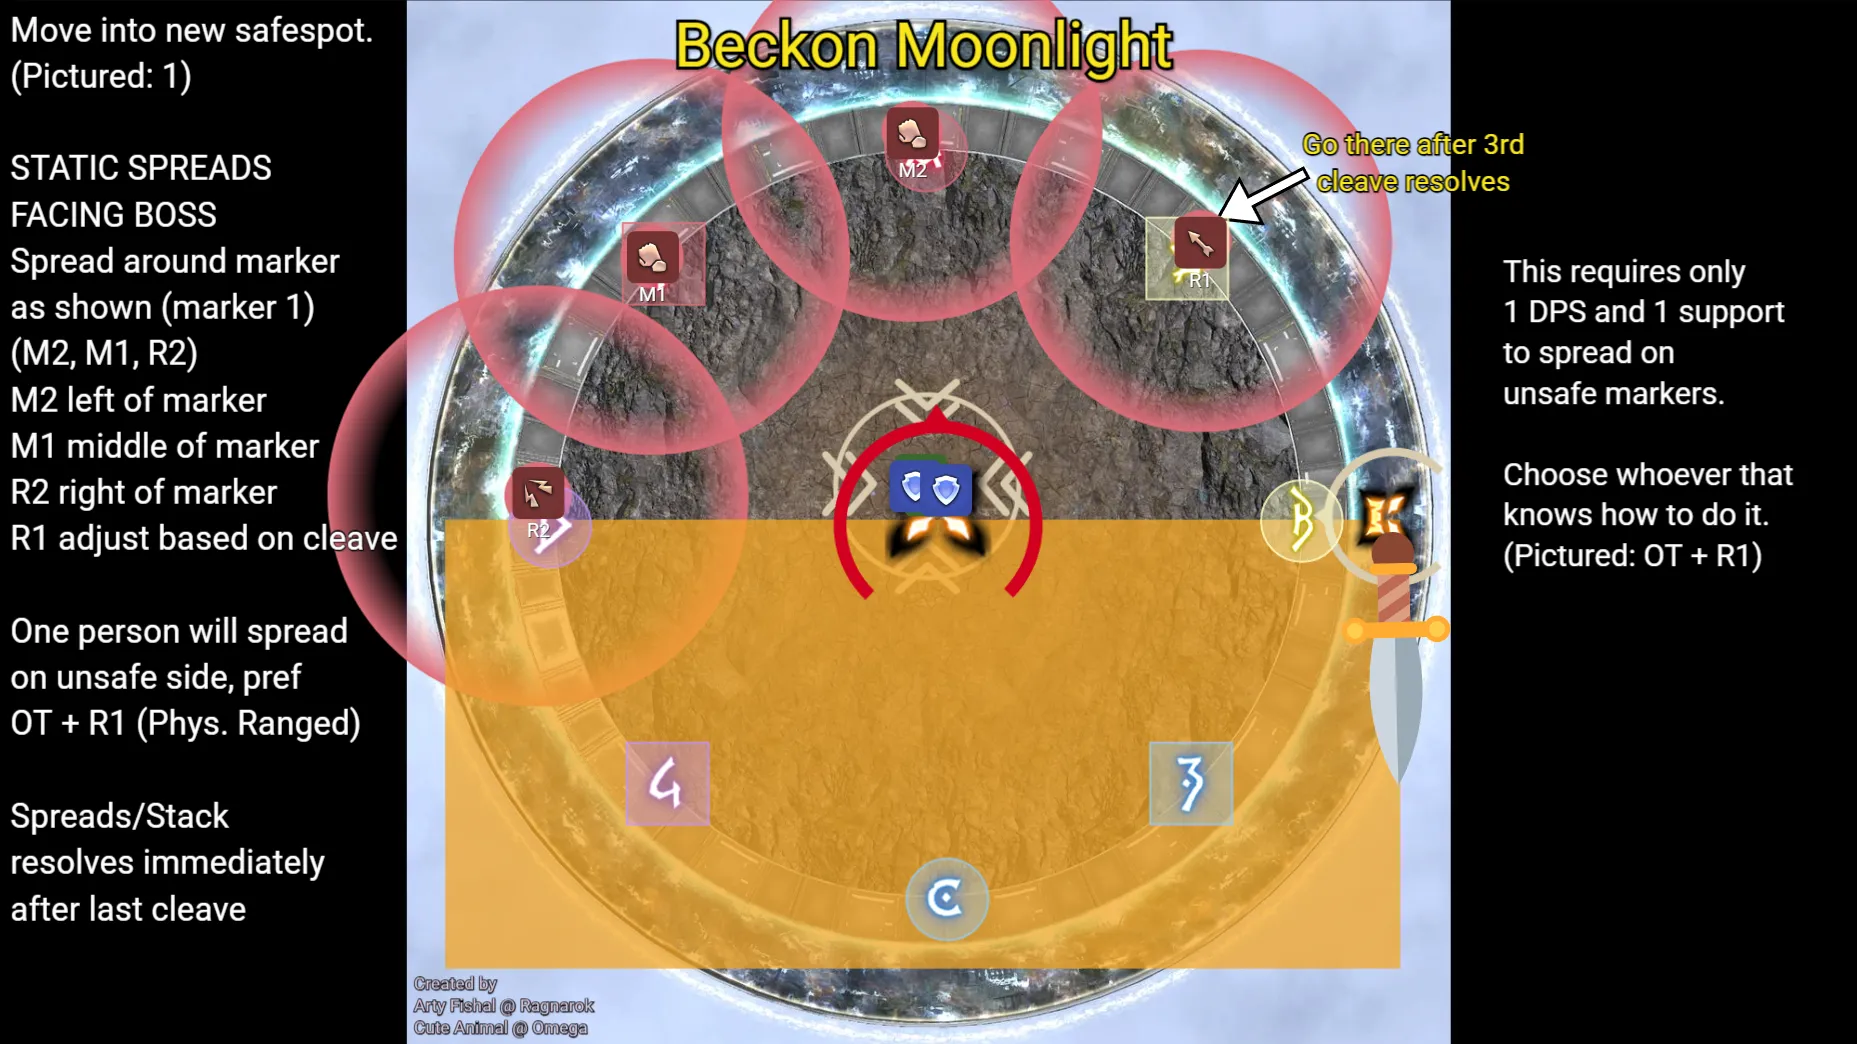 Move into new safespot.
(Pictured: 1)
STATIC SPREADS
FACING BOSS
Spread around marker
as shown (marker 1)
(M2, M1, R2)
M2 left of marker
M1 middle of marker
R2 right of marker
R1 adjust based on cleave
One person will spread
on unsafe side, pref
OT + R1 (Phys. Ranged)
Spreads/Stack
resolves immediately
after last cleave
Beckon Moonlight
M2
Go there after 3rd
cleave resolves
M1
R1
R2
B
4
3
C
Created by
Arty Fishal @ Ragnarok
Cute Animal @ Omega
This requires only
1 DPS and 1 support
to spread on
unsafe markers.
Choose whoever that
knows how to do it.
(Pictured: OT + R1)